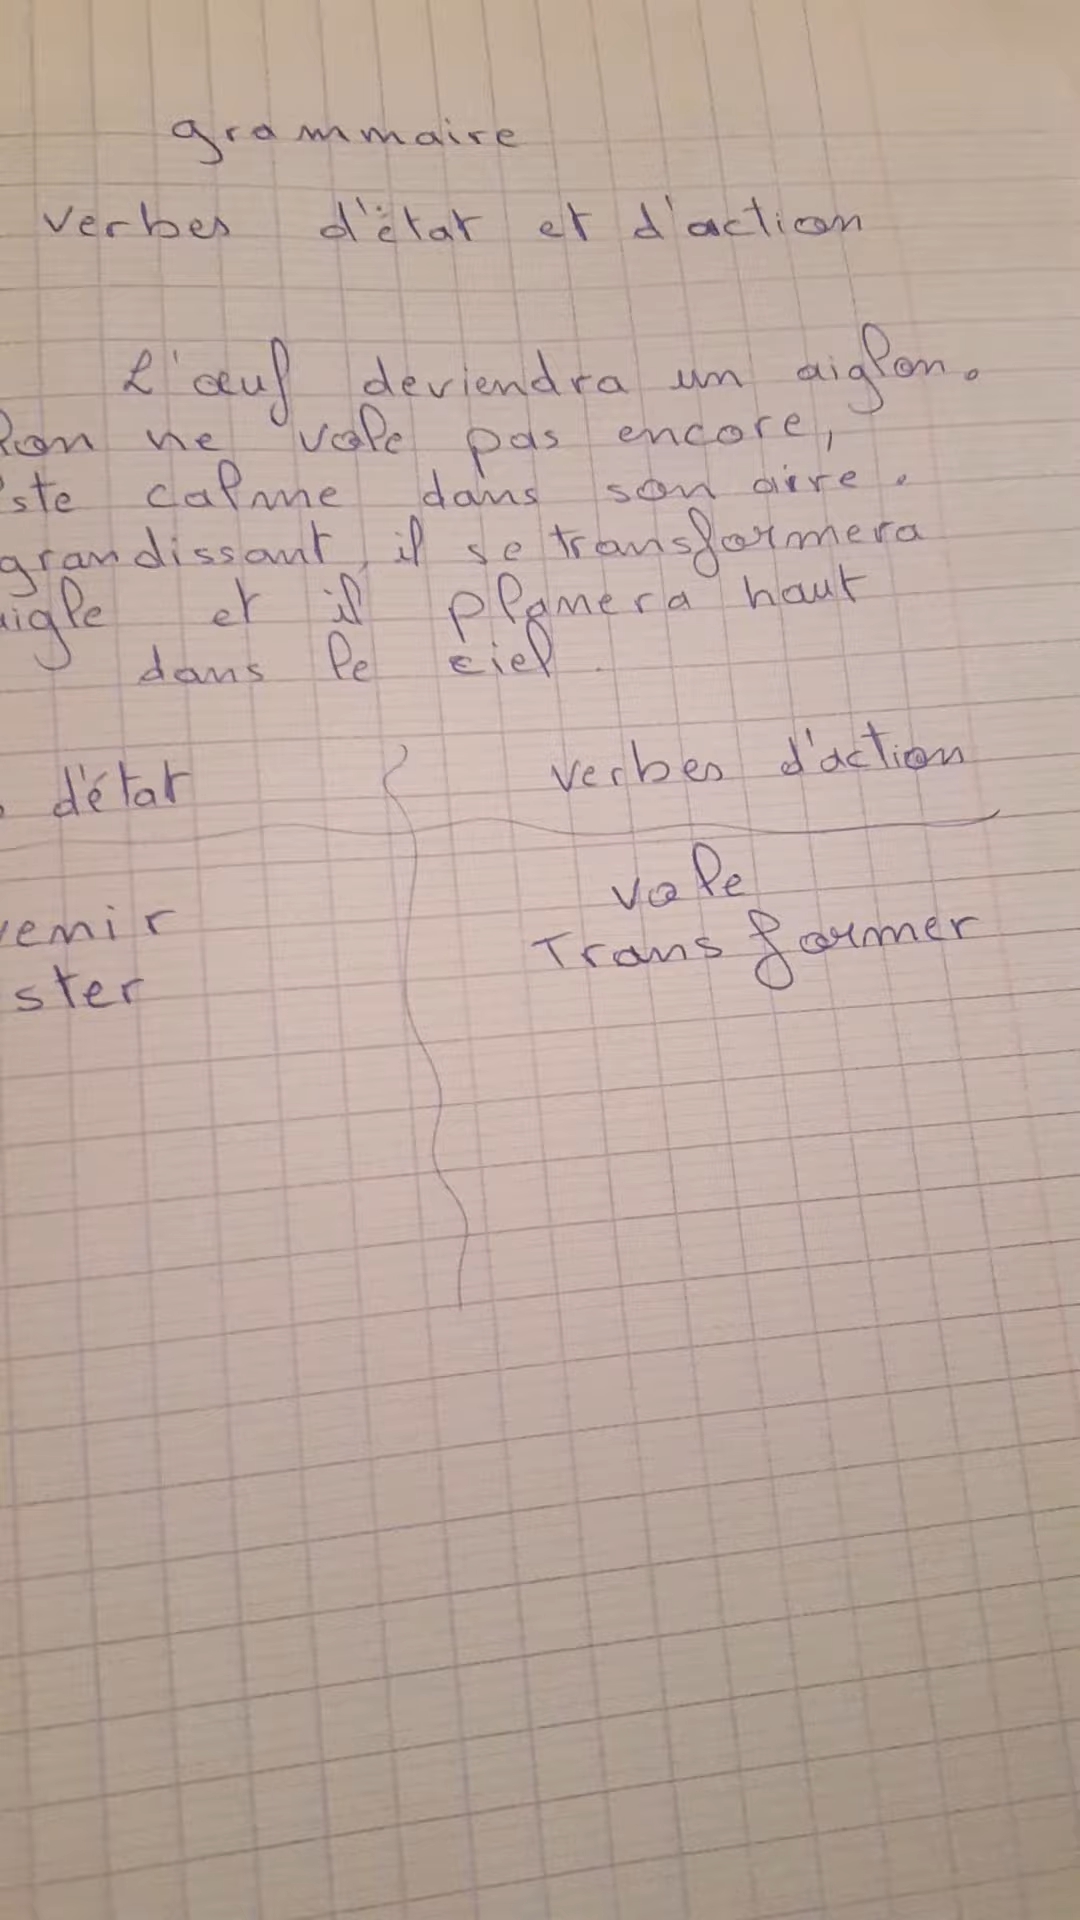 grammaire
verbes d'état et d'action
L'œuf deviendra un aiglon.
ne vole pas encore,
ste calme dans son aire.
grandissant, il se transformera
aigle et il planera haut
dans le ciel.
d'état verbes d'action
venir vole
ster Transformer